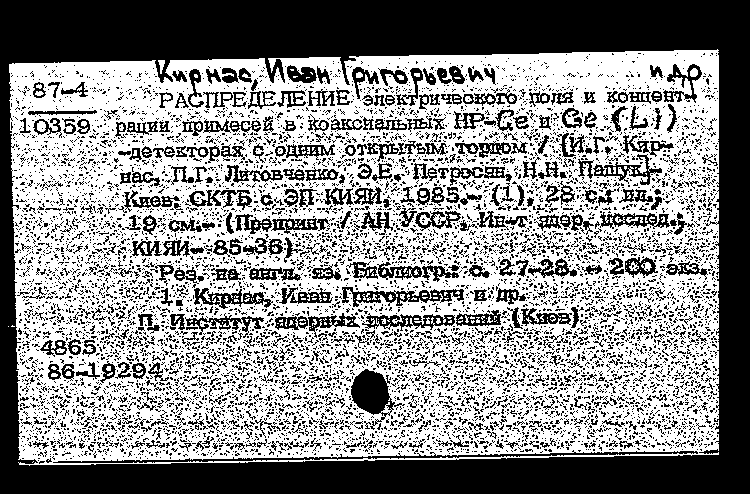 Кирнас, Иван Григорьевич и др.
87-4
10359
РАСПРЕДЕЛЕНИЕ электрического поля и концент-
рации примесей в коаксиальных HP-Ge и Ge (Li)
-детекторах с одним открытым торцом / [И.Г. Кир-
нас, П.Г. Литовченко, Э.Е. Петросян, Н.Н. Пащук].-
Киев: СКТБ с ЭП КИЯИ, 1985.- (1), 28 с.: ил.;
19 см.- (Препринт / АН УССР, Ин-т ядер. исслед.;
КИЯИ- 85-36)
Рез. на англ. яз. Библиогр.: с. 27-28. - 200 экз.
1. Кирнас, Иван Григорьевич и др.
П. Институт ядерных исследований (Киев)
4865
86-19294